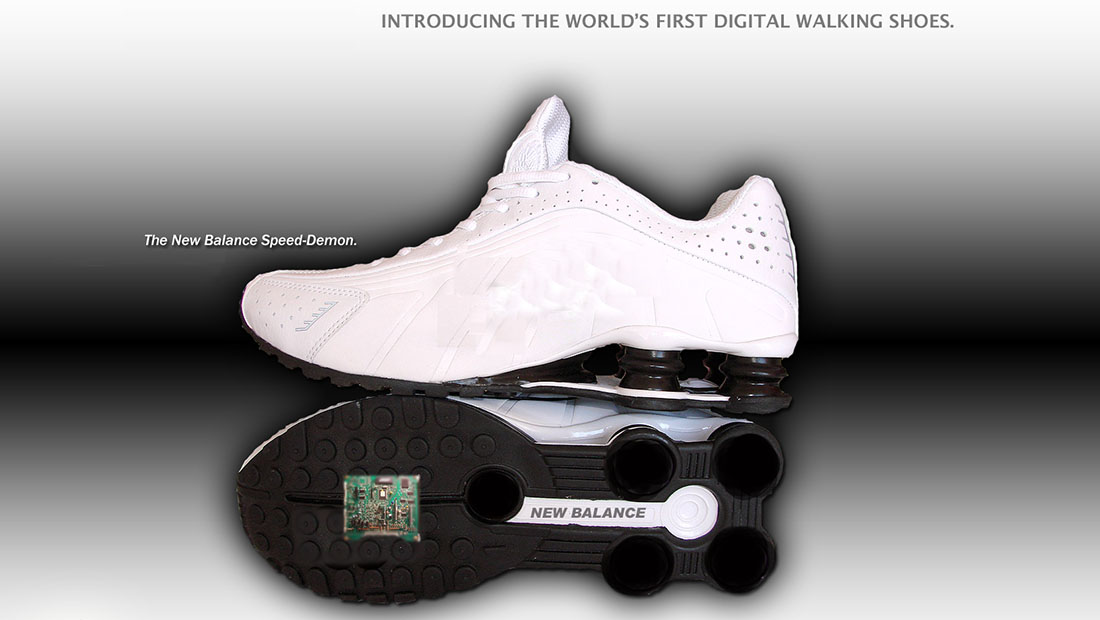 INTRODUCING THE WORLD'S FIRST DIGITAL WALKING SHOES.
The New Balance Speed-Demon.
NEW BALANCE